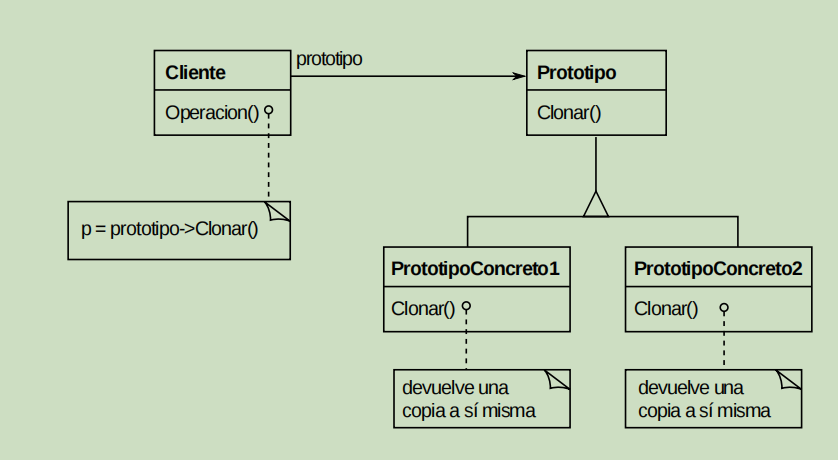 Cliente
prototipo
Prototipo
Operacion()
Clonar()
p = prototipo->Clonar()
PrototipoConcreto1
PrototipoConcreto2
Clonar()
Clonar()
devuelve una
copia a sí misma
devuelve una
copia a sí misma